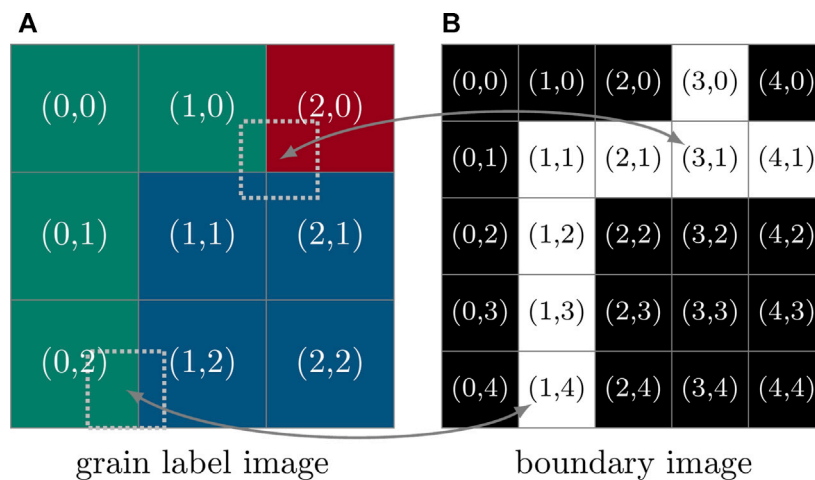 A
B
(0,0) (1,0) (2,0)
(0,1) (1,1) (2,1)
(0,2) (1,2) (2,2)
grain label image
(0,0) (1,0) (2,0) (3,0) (4,0)
(0,1) (1,1) (2,1) (3,1) (4,1)
(0,2) (1,2) (2,2) (3,2) (4,2)
(0,3) (1,3) (2,3) (3,3) (4,3)
(0,4) (1,4) (2,4) (3,4) (4,4)
boundary image